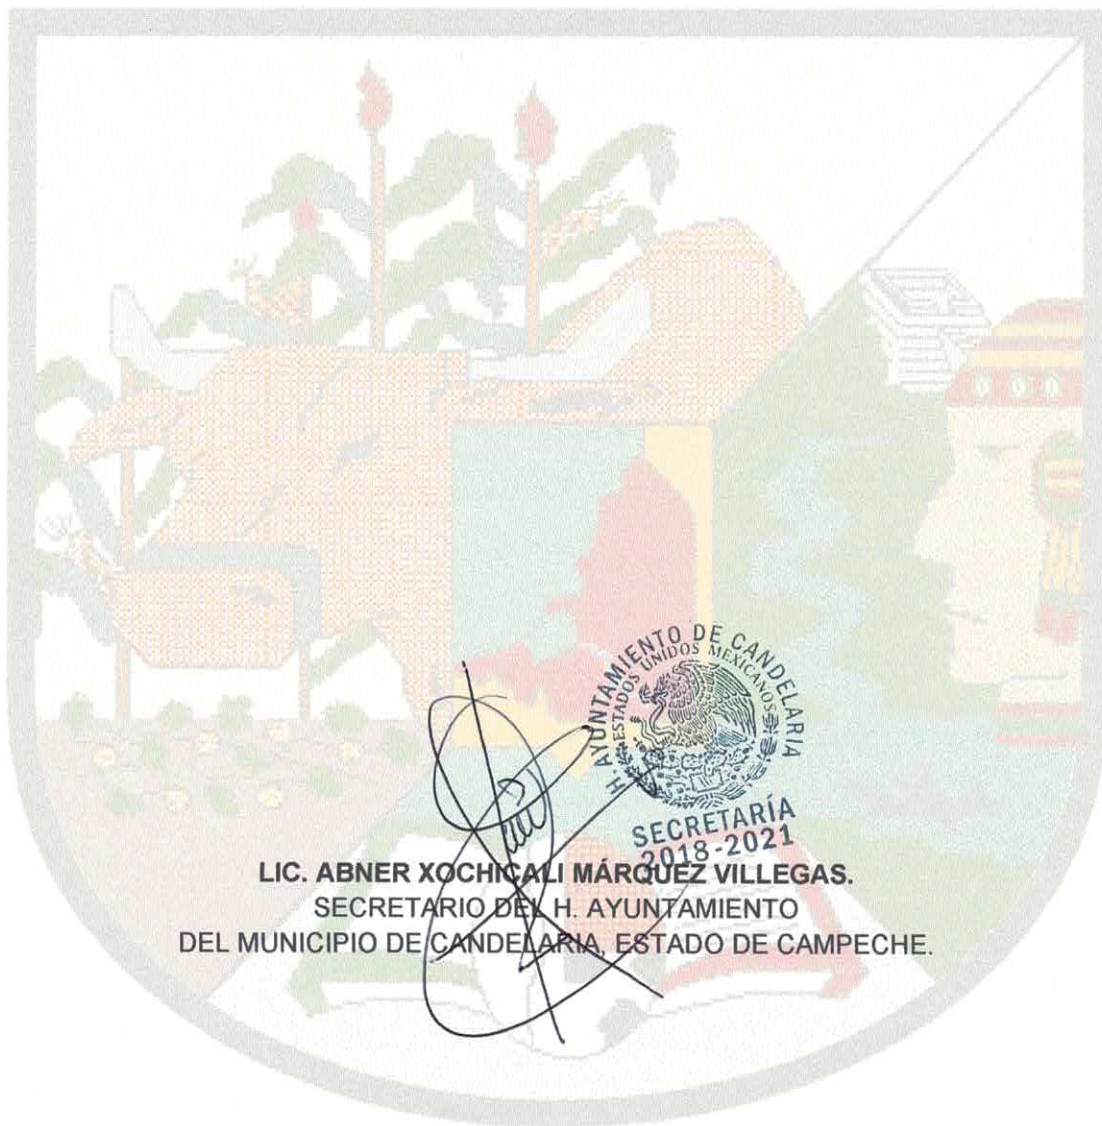 H. AYUNTAMIENTO DE CANDELARIA
ESTADOS UNIDOS MEXICANOS
SECRETARÍA
2018-2021
LIC. ABNER XOCHICALI MÁRQUEZ VILLEGAS.
SECRETARIO DEL H. AYUNTAMIENTO
DEL MUNICIPIO DE CANDELARIA, ESTADO DE CAMPECHE.